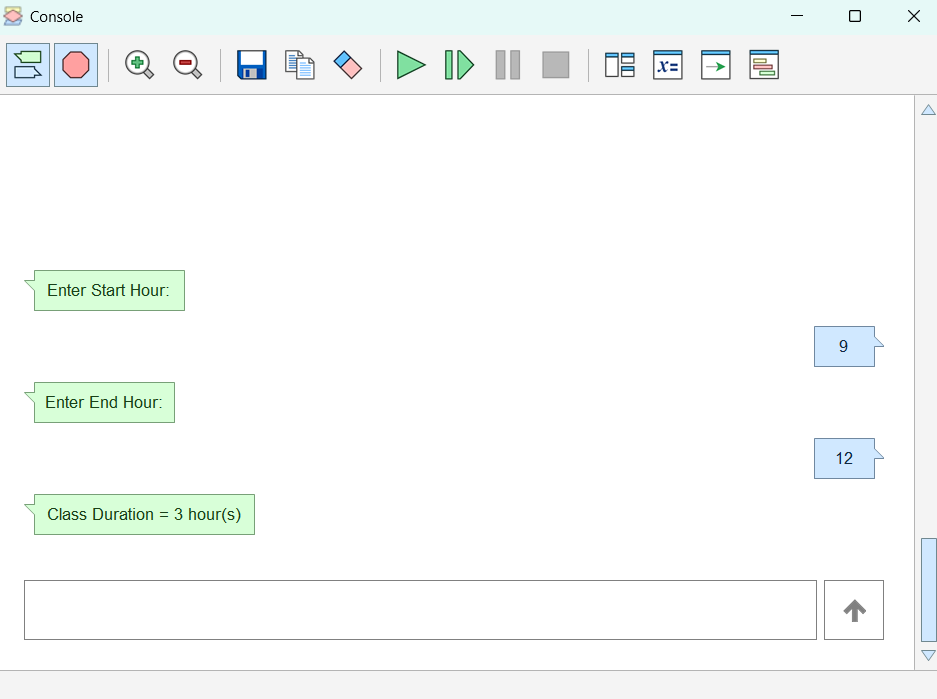 Console
x=
Enter Start Hour:
9
Enter End Hour:
12
Class Duration = 3 hour(s)